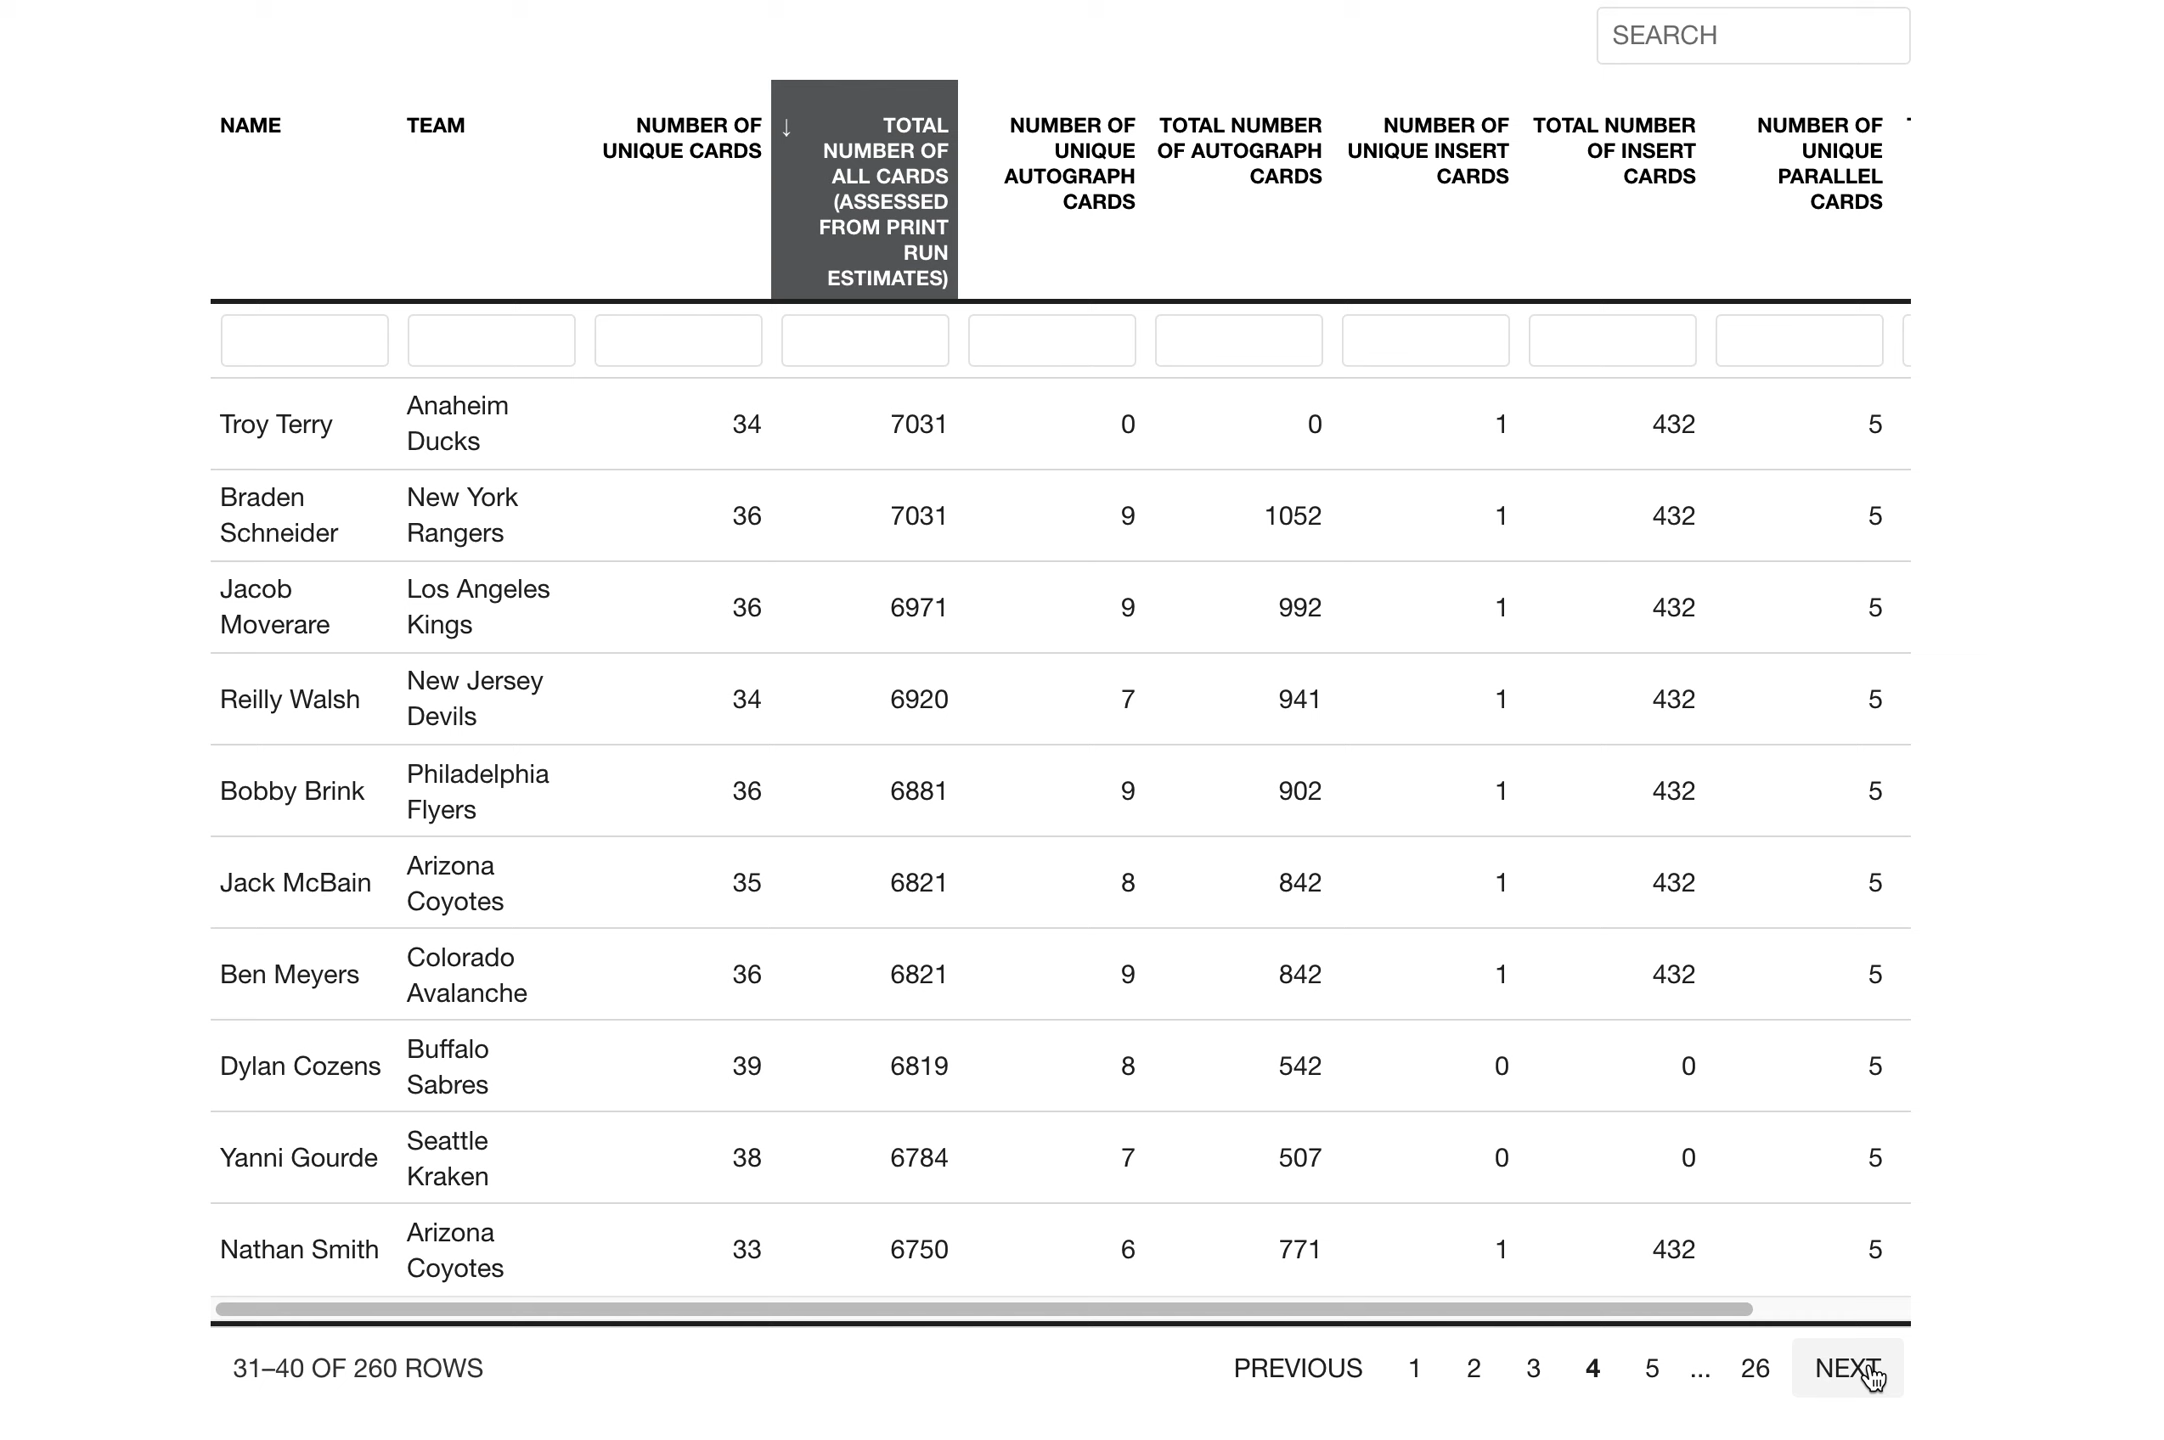 SEARCH
NAME
TEAM
NUMBER OF
UNIQUE CARDS
↓
TOTAL
NUMBER OF
ALL CARDS
(ASSESSED
FROM PRINT
RUN
ESTIMATES)
NUMBER OF
UNIQUE
AUTOGRAPH
CARDS
TOTAL NUMBER
OF AUTOGRAPH
CARDS
NUMBER OF
UNIQUE INSERT
CARDS
TOTAL NUMBER
OF INSERT
CARDS
NUMBER OF
UNIQUE
PARALLEL
CARDS
Troy Terry
Anaheim
Ducks
34 7031 0 0 1 432 5
Braden
Schneider
New York
Rangers
36 7031 9 1052 1 432 5
Jacob
Moverare
Los Angeles
Kings
36 6971 9 992 1 432 5
Reilly Walsh
New Jersey
Devils
34 6920 7 941 1 432 5
Bobby Brink
Philadelphia
Flyers
36 6881 9 902 1 432 5
Jack McBain
Arizona
Coyotes
35 6821 8 842 1 432 5
Ben Meyers
Colorado
Avalanche
36 6821 9 842 1 432 5
Dylan Cozens
Buffalo
Sabres
39 6819 8 542 0 0 5
Yanni Gourde
Seattle
Kraken
38 6784 7 507 0 0 5
Nathan Smith
Arizona
Coyotes
33 6750 6 771 1 432 5
31–40 OF 260 ROWS
PREVIOUS 1 2 3 4 5 ... 26 NEXT